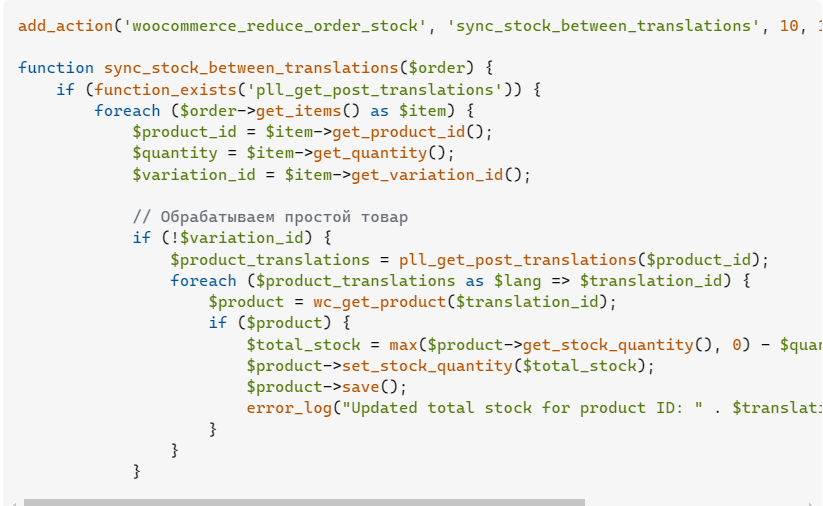 add_action('woocommerce_reduce_order_stock', 'sync_stock_between_translations', 10,
function sync_stock_between_translations($order) {
    if (function_exists('pll_get_post_translations')) {
        foreach ($order->get_items() as $item) {
            $product_id = $item->get_product_id();
            $quantity = $item->get_quantity();
            $variation_id = $item->get_variation_id();
            // Обрабатываем простой товар
            if (!$variation_id) {
                $product_translations = pll_get_post_translations($product_id);
                foreach ($product_translations as $lang => $translation_id) {
                    $product = wc_get_product($translation_id);
                    if ($product) {
                        $total_stock = max($product->get_stock_quantity(), 0) - $quan
                        $product->set_stock_quantity($total_stock);
                        $product->save();
                        error_log("Updated total stock for product ID: " . $translati
                    }
                }
            }